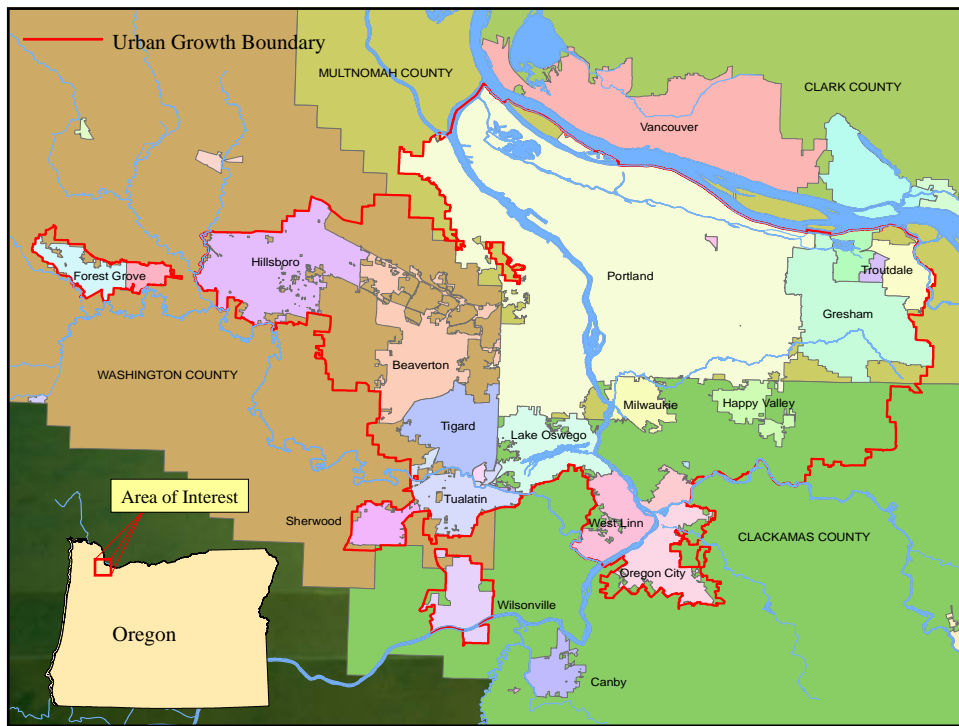 Urban Growth Boundary
MULTNOMAH COUNTY
CLARK COUNTY
Vancouver
Hillsboro
Forest Grove
Portland
Troutdale
Gresham
WASHINGTON COUNTY
Beaverton
Milwaukie
Happy Valley
Tigard
Lake Oswego
Area of Interest
Tualatin
Sherwood
West Linn
CLACKAMAS COUNTY
Oregon City
Wilsonville
Oregon
Canby